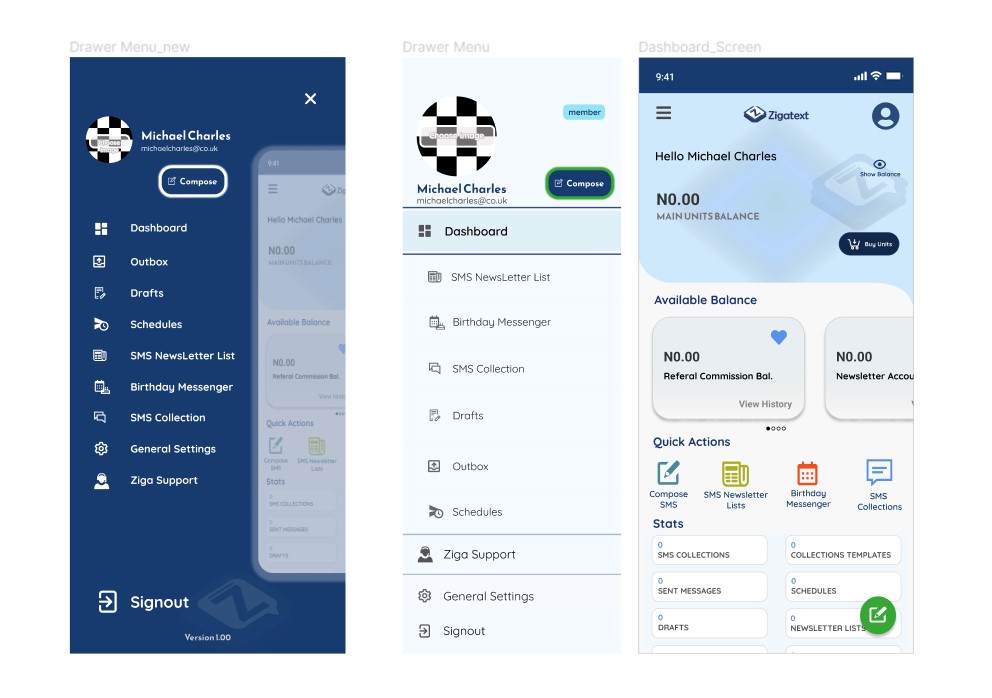 Drawer Menu_new
Michael Charles
michaelcharles@co.uk
Compose
Dashboard
Outbox
Drafts
Schedules
SMS NewsLetter List
Birthday Messenger
SMS Collection
General Settings
Ziga Support
Signout
Version 1.00
9:41
Hello Michael Charles
N0.00
MAIN UNITS BALANCE
Available Balance
N0.00
Referal Commission Bal.
View History
Quick Actions
Compose SMS
SMS Newsletter Lists
Stats
0
SMS COLLECTIONS
0
SENT MESSAGES
0
DRAFTS
Drawer Menu
Choose Image
member
Michael Charles
michaelcharles@co.uk
Compose
Dashboard
SMS NewsLetter List
Birthday Messenger
SMS Collection
Drafts
Outbox
Schedules
Ziga Support
General Settings
Signout
Dashboard_Screen
9:41
Zigatext
Hello Michael Charles
Show Balance
N0.00
MAIN UNITS BALANCE
Buy Units
Available Balance
N0.00
Referal Commission Bal.
View History
N0.00
Newsletter Accou
Quick Actions
Compose SMS
SMS Newsletter Lists
Birthday Messenger
SMS Collections
Stats
0
SMS COLLECTIONS
0
COLLECTIONS TEMPLATES
0
SENT MESSAGES
0
SCHEDULES
0
DRAFTS
0
NEWSLETTER LISTS